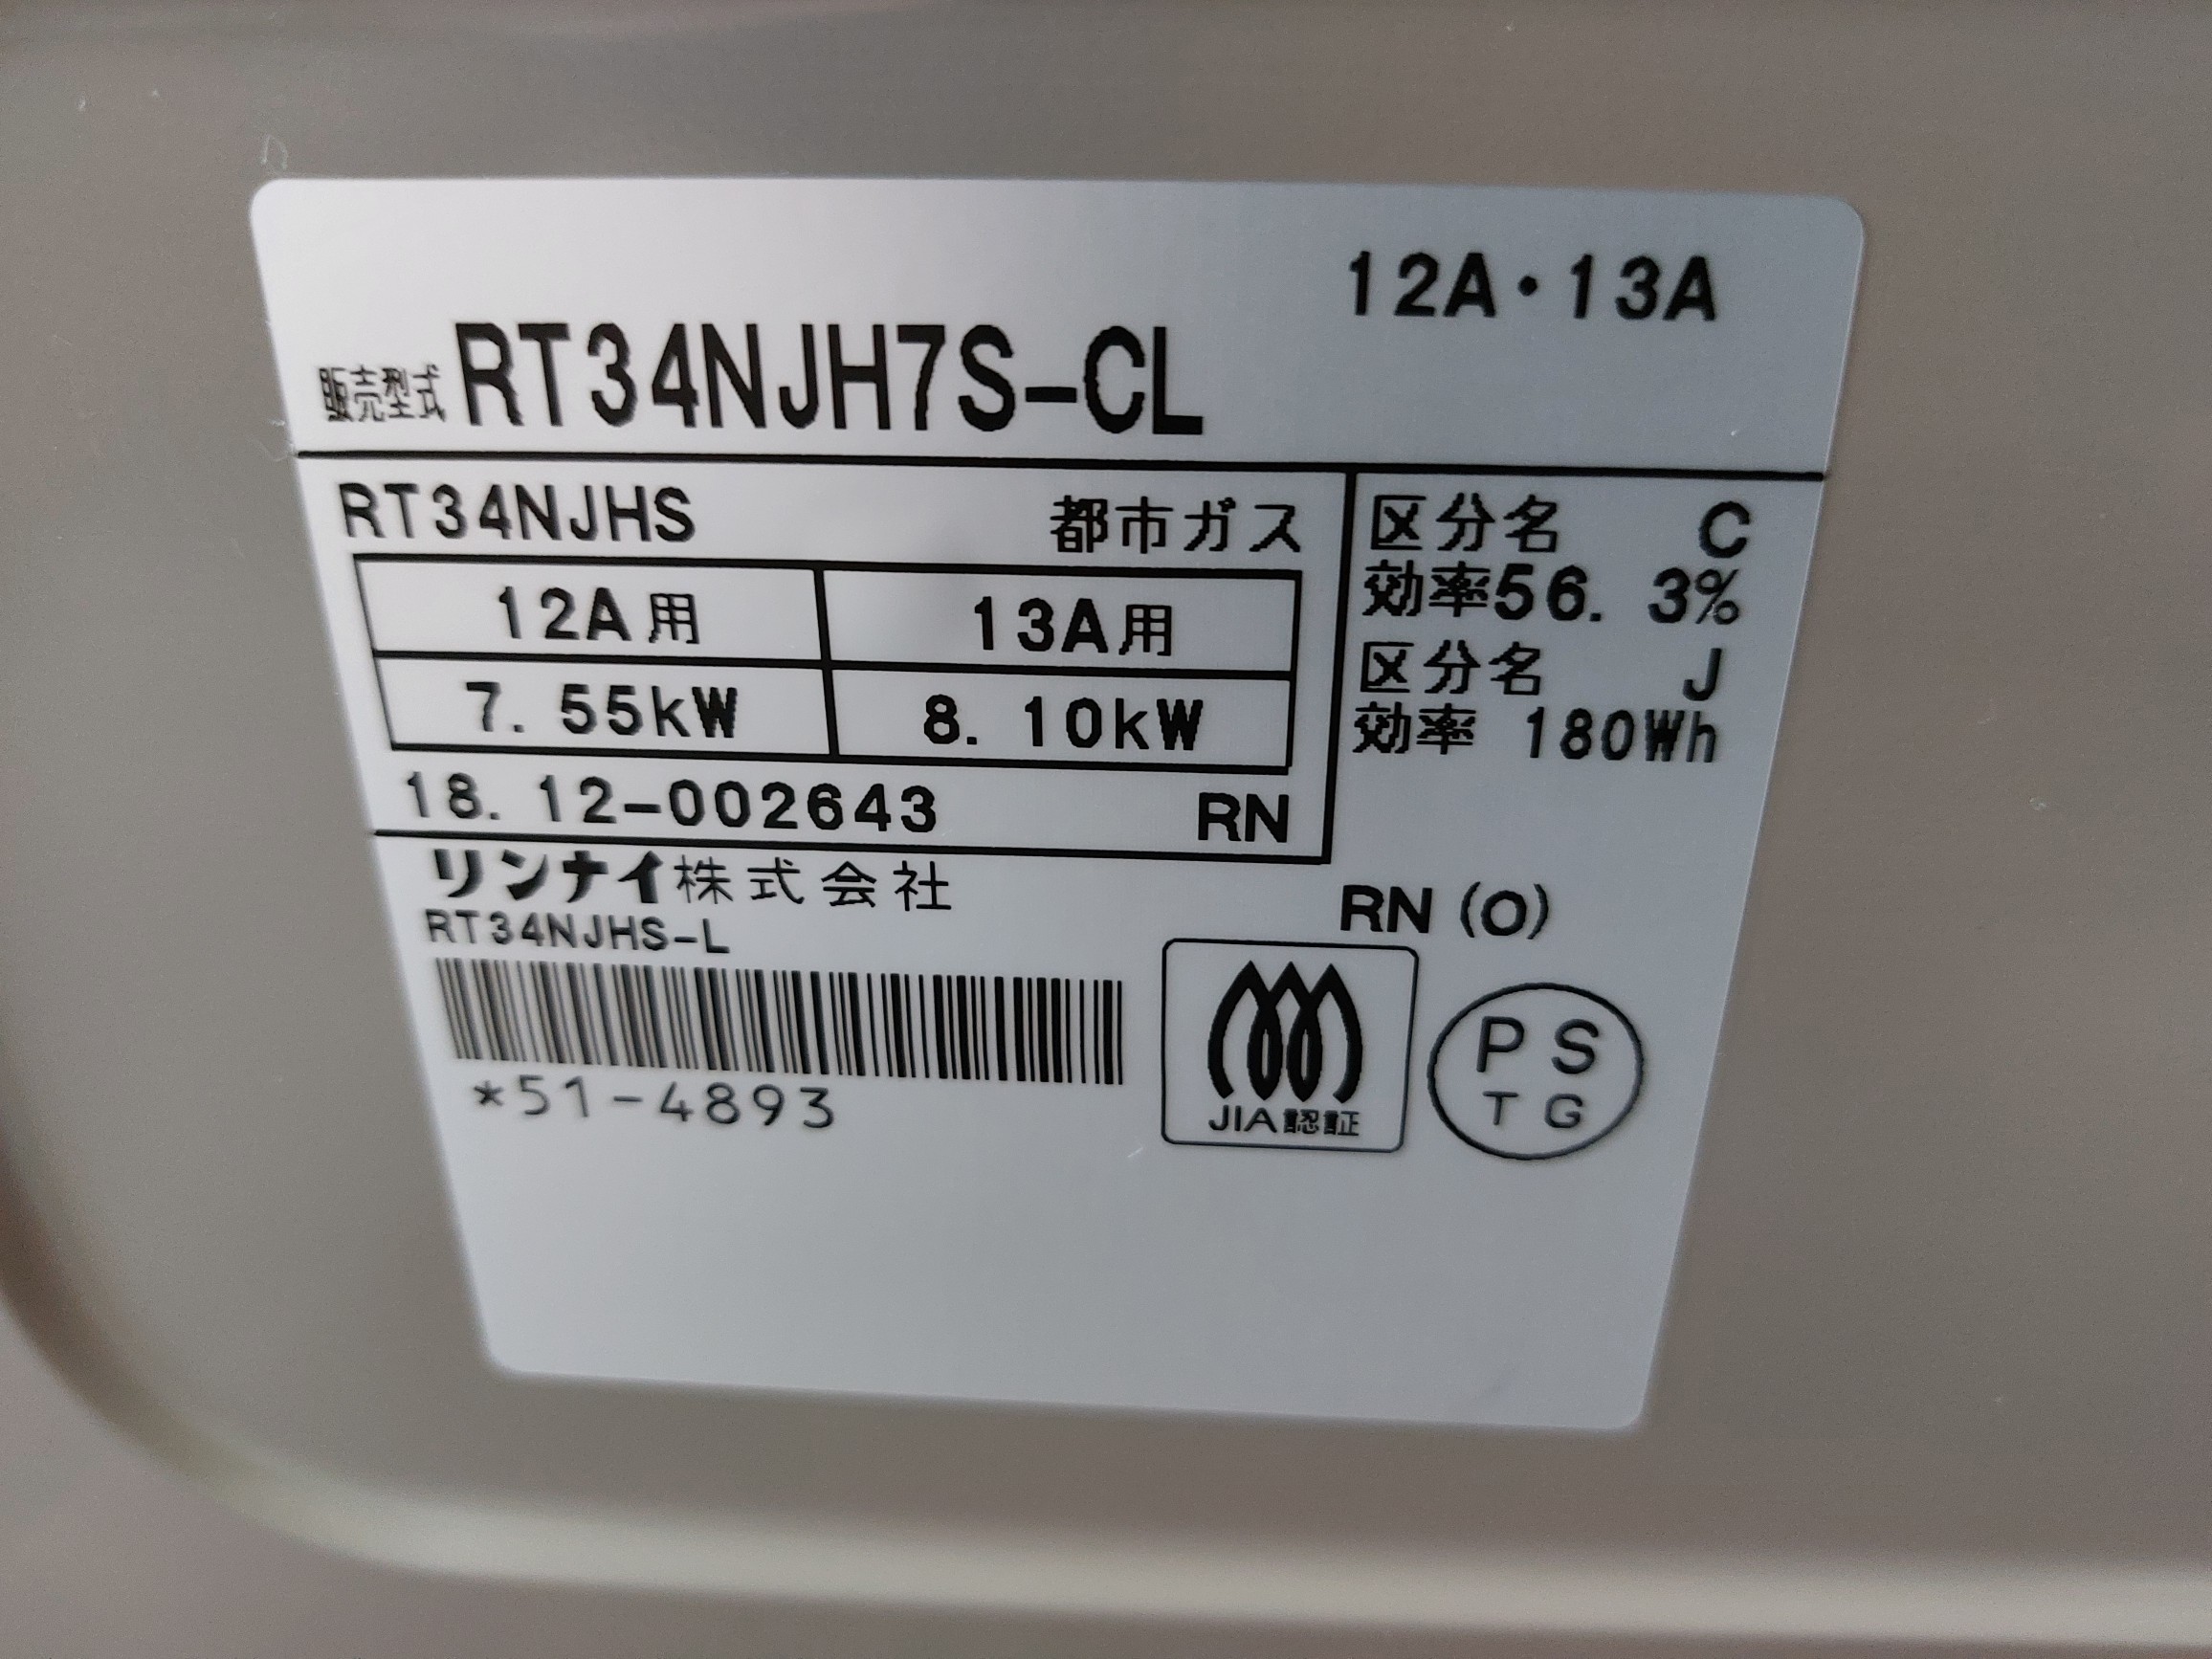 12A・13A
販売型式 RT34NJH7S-CL
RT34NJHS 都市ガス
12A用 13A用
7.55kW 8.10kW
18.12-002643 RN
区分名 C
効率56.3%
区分名 J
効率 180Wh
リンナイ株式会社
RT34NJHS-L
*51-4893
RN(O)
JIA認証
PS
TG